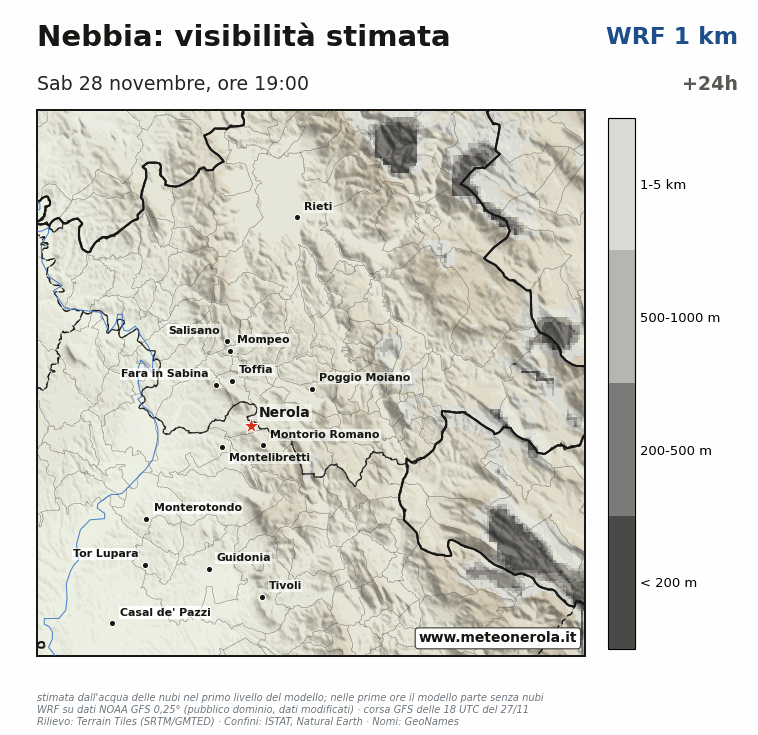 Nebbia: visibilità stimata
WRF 1 km
Sab 28 novembre, ore 19:00
+24h
Rieti
Salisano
Mompeo
Toffia
Fara in Sabina
Poggio Moiano
Nerola
Montorio Romano
Montelibretti
Monterotondo
Tor Lupara
Guidonia
Tivoli
Casal de' Pazzi
www.meteonerola.it
1-5 km
500-1000 m
200-500 m
< 200 m
stimata dall'acqua delle nubi nel primo livello del modello; nelle prime ore il modello parte senza nubi
WRF su dati NOAA GFS 0,25° (pubblico dominio, dati modificati) · corsa GFS delle 18 UTC del 27/11
Rilievo: Terrain Tiles (SRTM/GMTED) · Confini: ISTAT, Natural Earth · Nomi: GeoNames